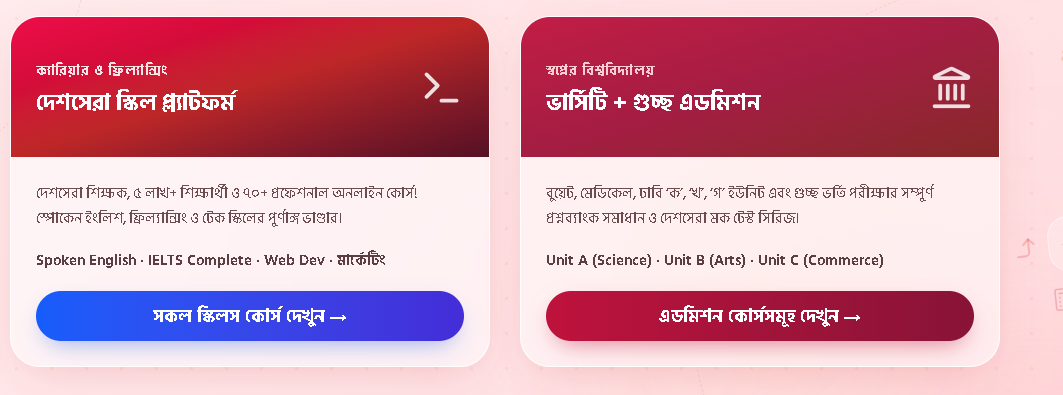 ক্যারিয়ার ও ফ্রিল্যান্সিং
দেশসেরা স্কিল প্ল্যাটফর্ম
দেশসেরা শিক্ষক, ৫ লাখ+ শিক্ষার্থী ও ৭০+ প্রফেশনাল অনলাইন কোর্স!
স্পোকেন ইংলিশ, ফ্রিল্যান্সিং ও টেক স্কিলের পূর্ণাঙ্গ ভাণ্ডার।
Spoken English · IELTS Complete · Web Dev · মার্কেটিং
সকল স্কিলস কোর্স দেখুন →
স্বপ্নের বিশ্ববিদ্যালয়
ভার্সিটি + গুচ্ছ এডমিশন
বুয়েট, মেডিকেল, ঢাবি ‘ক’, ‘খ’, ‘গ’ ইউনিট এবং গুচ্ছ ভর্তি পরীক্ষার সম্পূর্ণ
প্রশ্নব্যাংক সমাধান ও দেশসেরা মক টেস্ট সিরিজ।
Unit A (Science) · Unit B (Arts) · Unit C (Commerce)
এডমিশন কোর্সসমূহ দেখুন →